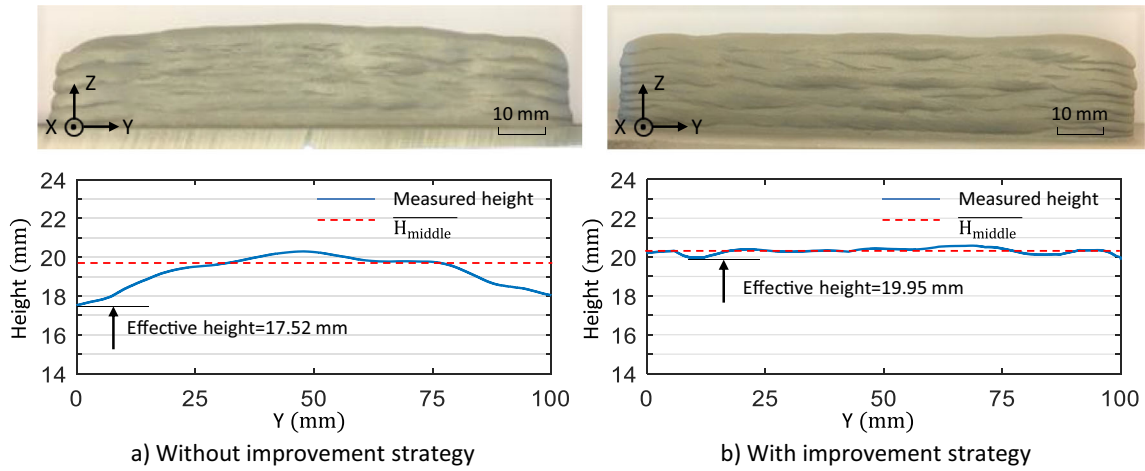 Z
X
Y
10 mm
Z
X
Y
10 mm
24
22
20
18
16
14
Height (mm)
Measured height
H middle
Effective height=17.52 mm
0
25
50
75
100
Y (mm)
a) Without improvement strategy
24
22
20
18
16
14
Height (mm)
Measured height
H middle
Effective height=19.95 mm
0
25
50
75
100
Y (mm)
b) With improvement strategy